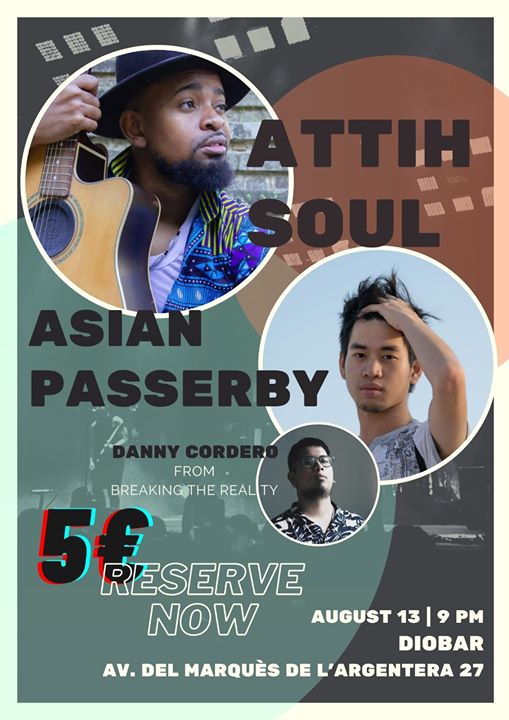 ATTIH
SOUL
ASIAN
PASSERBY
DANNY CORDERO
FROM
BREAKING THE REALITY
5€
RESERVE
NOW
AUGUST 13 | 9 PM
DIOBAR
AV. DEL MARQUÈS DE L'ARGENTERA 27